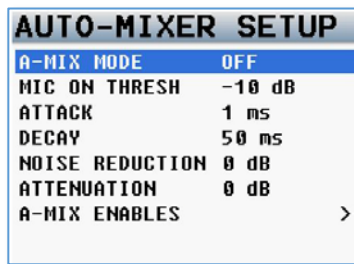 AUTO-MIXER SETUP
A-MIX MODE OFF
MIC ON THRESH -10 dB
ATTACK 1 ms
DECAY 50 ms
NOISE REDUCTION 0 dB
ATTENUATION 0 dB
A-MIX ENABLES >